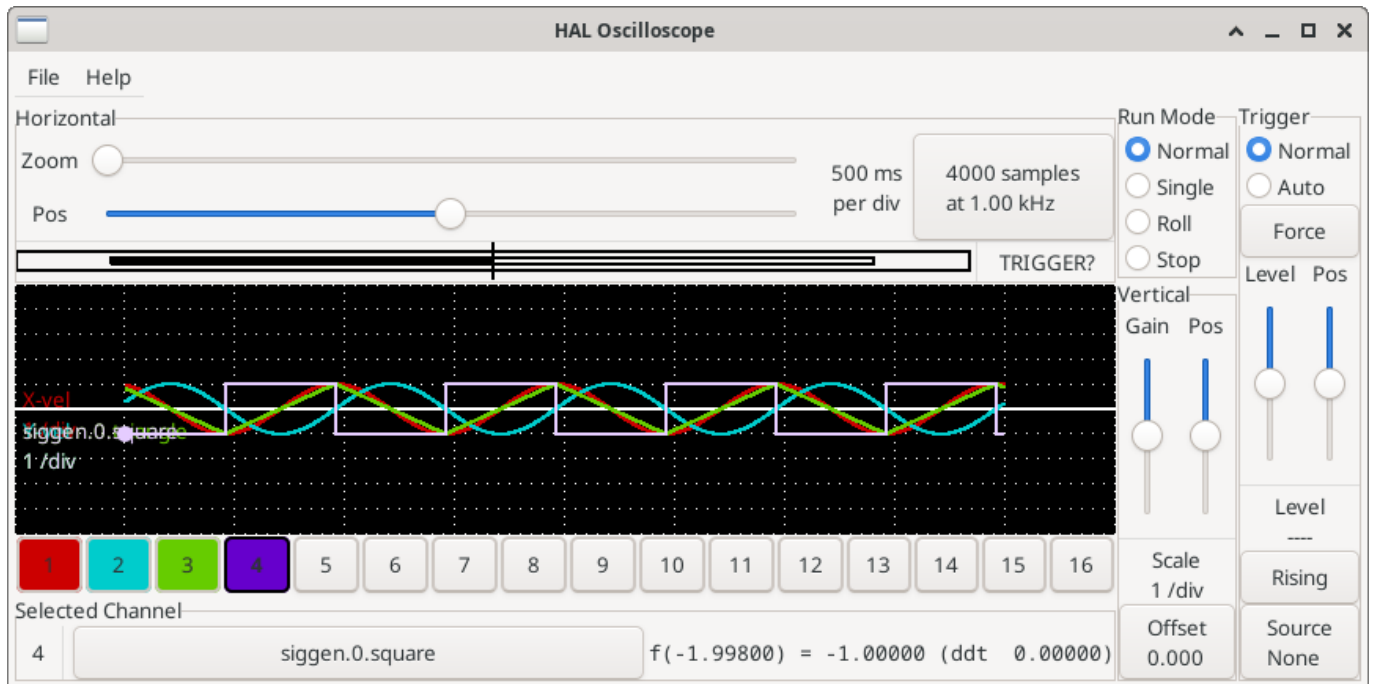 HAL Oscilloscope
File Help
Horizontal
Zoom
Pos
500 ms
per div
4000 samples
at 1.00 kHz
TRIGGER?
Run Mode
Normal
Single
Roll
Stop
Trigger
Normal
Auto
Force
Level Pos
Vertical
Gain Pos
X-vel
siggen.0.square
1 /div
1 2 3 4 5 6 7 8 9 10 11 12 13 14 15 16
Scale
1 /div
Offset
0.000
Level
----
Rising
Source
None
Selected Channel
4 siggen.0.square f(-1.99800) = -1.00000 (ddt 0.00000)